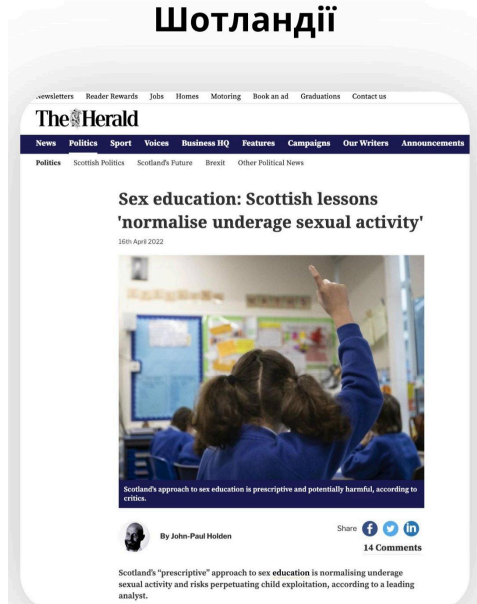 Шотландії
Newsletters Reader Rewards Jobs Homes Motoring Book an ad Graduations Contact us
The Herald
News Politics Sport Voices Business HQ Features Campaigns Our Writers Announcements
Politics Scottish Politics Scotland's Future Brexit Other Political News
Sex education: Scottish lessons
'normalise underage sexual activity'
16th April 2022
Scotland's approach to sex education is prescriptive and potentially harmful, according to
critics.
By John-Paul Holden
Share
14 Comments
Scotland's “prescriptive” approach to sex education is normalising underage
sexual activity and risks perpetuating child exploitation, according to a leading
analyst.